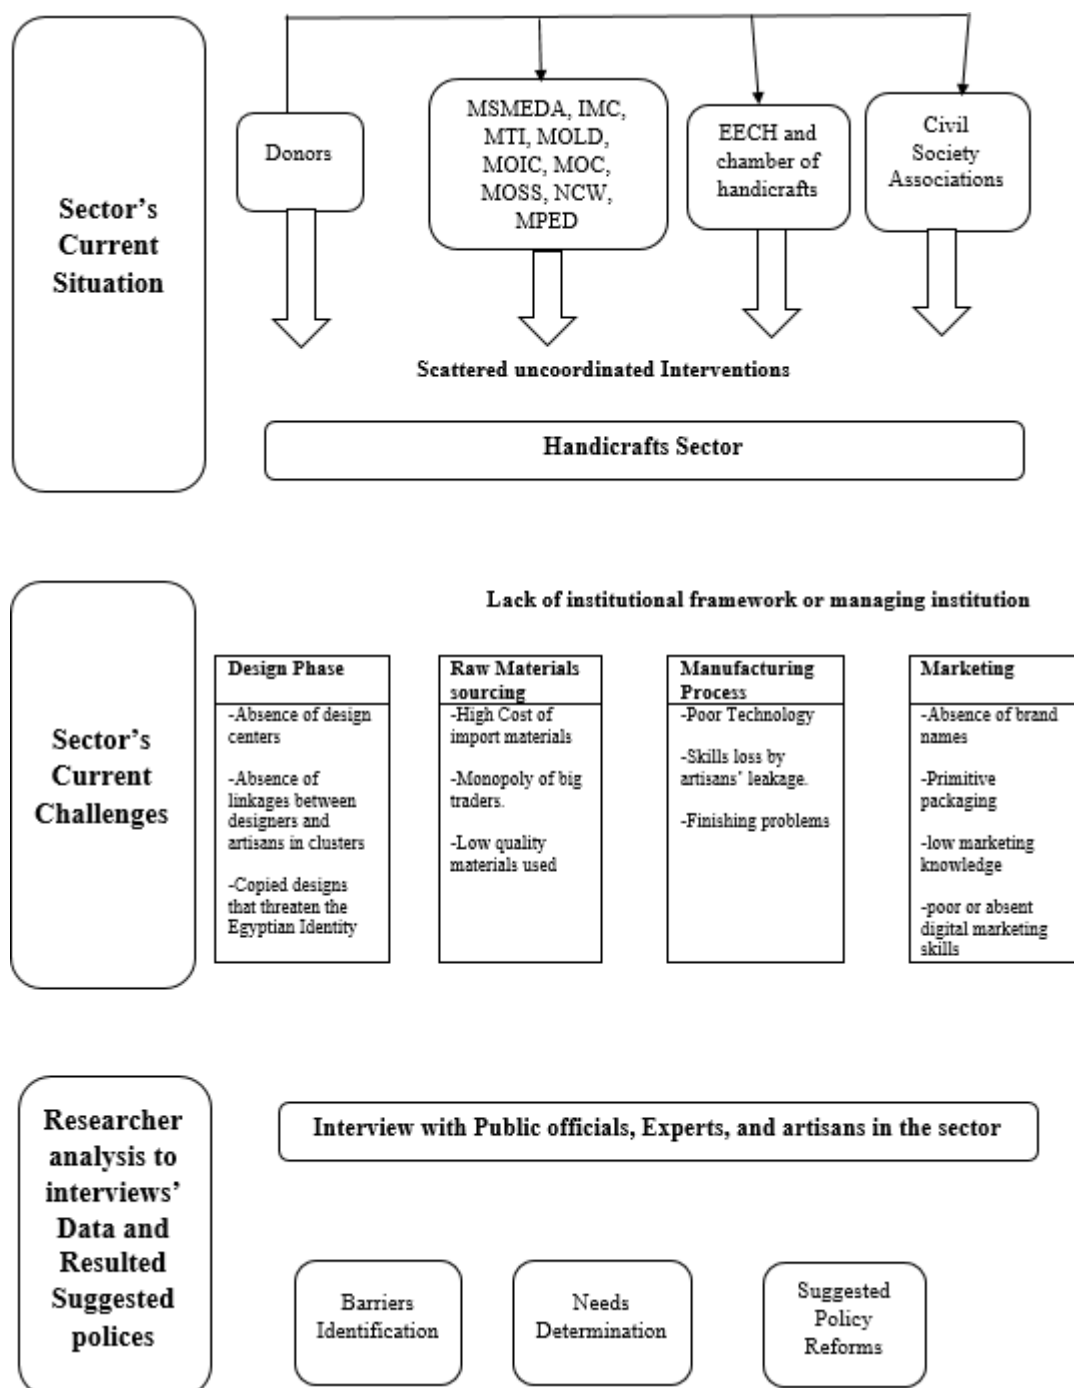 Sector's
Current
Situation
Donors
MSMEDA, IMC,
MTI, MOLD,
MOIC, MOC,
MOSS, NCW,
MPED
EECH and
chamber of
handicrafts
Civil
Society
Associations
Scattered uncoordinated Interventions
Handicrafts Sector
Sector's
Current
Challenges
Lack of institutional framework or managing institution
Design Phase
-Absence of design
centers
-Absence of
linkages between
designers and
artisans in clusters
-Copied designs
that threaten the
Egyptian Identity
Raw Materials
sourcing
-High Cost of
import materials
-Monopoly of big
traders.
-Low quality
materials used
Manufacturing
Process
-Poor Technology
-Skills loss by
artisans' leakage.
-Finishing problems
Marketing
-Absence of brand
names
-Primitive
packaging
-low marketing
knowledge
-poor or absent
digital marketing
skills
Researcher
analysis to
interviews'
Data and
Resulted
Suggested
polices
Interview with Public officials, Experts, and artisans in the sector
Barriers
Identification
Needs
Determination
Suggested
Policy
Reforms